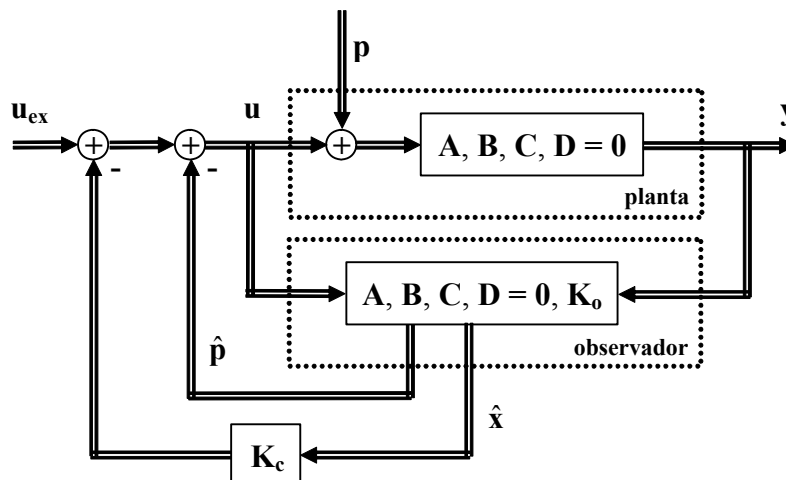 p
u_ex
u
y
+
+
+
-
-
A, B, C, D = 0
planta
A, B, C, D = 0, K_o
observador
p̂
x̂
K_c